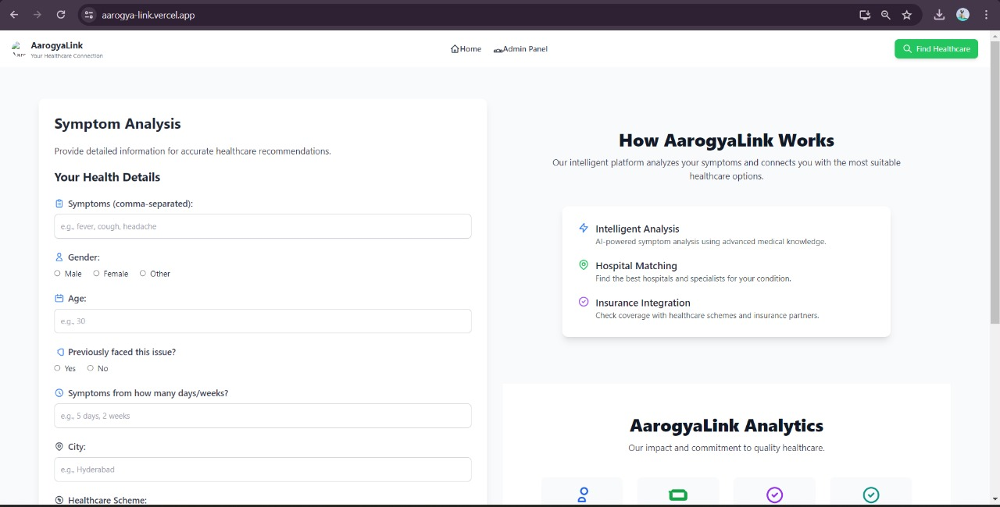 aarogya-link.vercel.app
AarogyaLink
Your Healthcare Connection
Home
Admin Panel
Find Healthcare
Symptom Analysis
Provide detailed information for accurate healthcare recommendations.
Your Health Details
Symptoms (comma-separated):
e.g., fever, cough, headache
Gender:
Male Female Other
Age:
e.g., 30
Previously faced this issue?
Yes No
Symptoms from how many days/weeks?
e.g., 5 days, 2 weeks
City:
e.g., Hyderabad
Healthcare Scheme:
How AarogyaLink Works
Our intelligent platform analyzes your symptoms and connects you with the most suitable
healthcare options.
Intelligent Analysis
AI-powered symptom analysis using advanced medical knowledge.
Hospital Matching
Find the best hospitals and specialists for your condition.
Insurance Integration
Check coverage with healthcare schemes and insurance partners.
AarogyaLink Analytics
Our impact and commitment to quality healthcare.